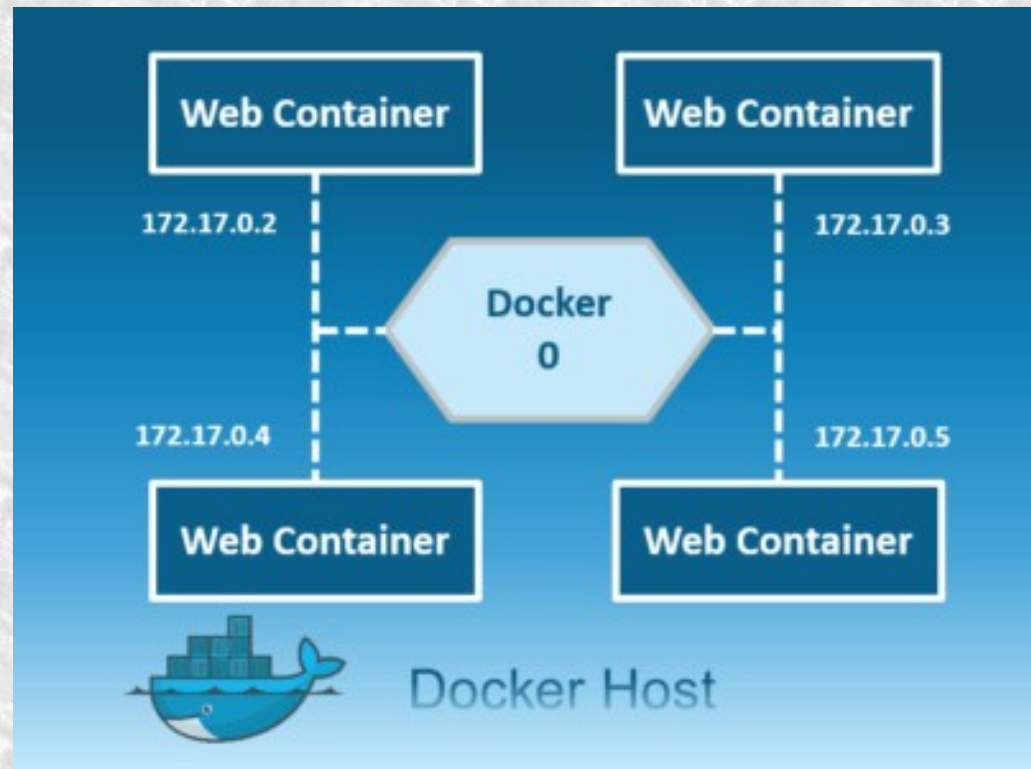 Web Container
Web Container
172.17.0.2
172.17.0.3
Docker
0
172.17.0.4
172.17.0.5
Web Container
Web Container
Docker Host